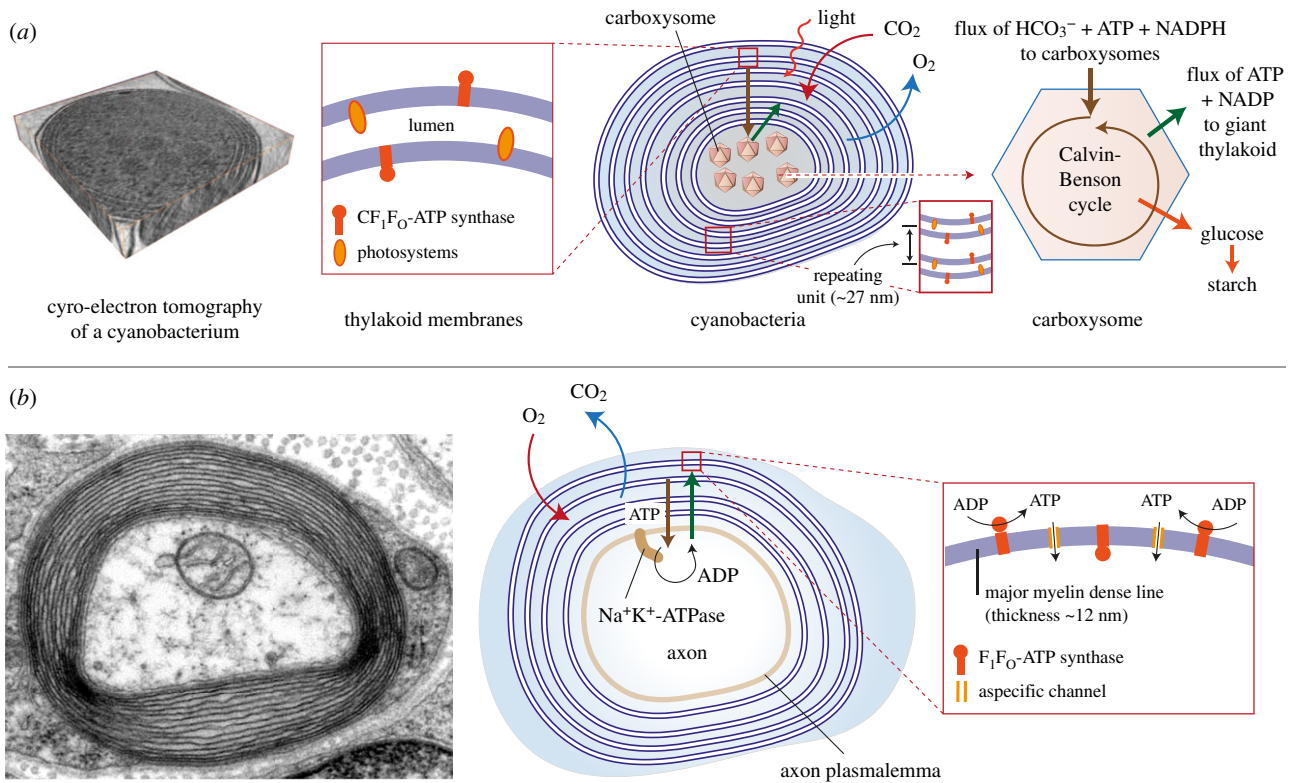 (a)
cyro-electron tomography
of a cyanobacterium
lumen
CF₁Fₒ-ATP synthase
photosystems
thylakoid membranes
carboxysome
light
CO₂
O₂
repeating
unit (~27 nm)
cyanobacteria
flux of HCO₃⁻ + ATP + NADPH
to carboxysomes
flux of ATP
+ NADP
to giant
thylakoid
Calvin-
Benson
cycle
glucose
starch
carboxysome
(b)
O₂
CO₂
ATP
ADP
Na⁺K⁺-ATPase
axon
axon plasmalemma
ADP
ATP
ATP
ADP
major myelin dense line
(thickness ~12 nm)
F₁Fₒ-ATP synthase
aspecific channel